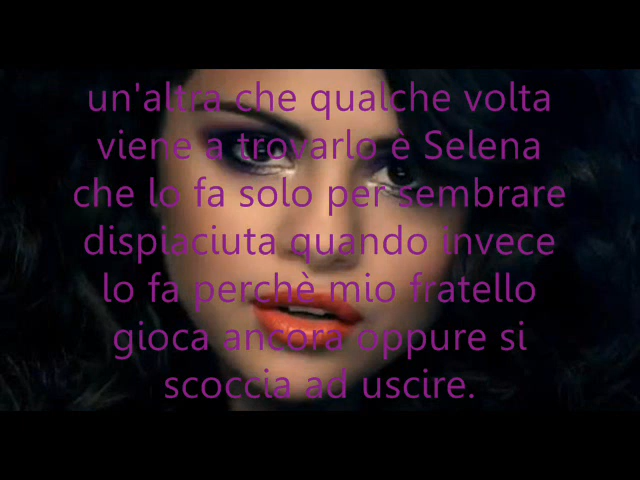 un'altra che qualche volta
viene a trovarlo è Selena
che lo fa solo per sembrare
dispiaciuta quando invece
lo fa perchè mio fratello
gioca ancora oppure si
scoccia ad uscire.